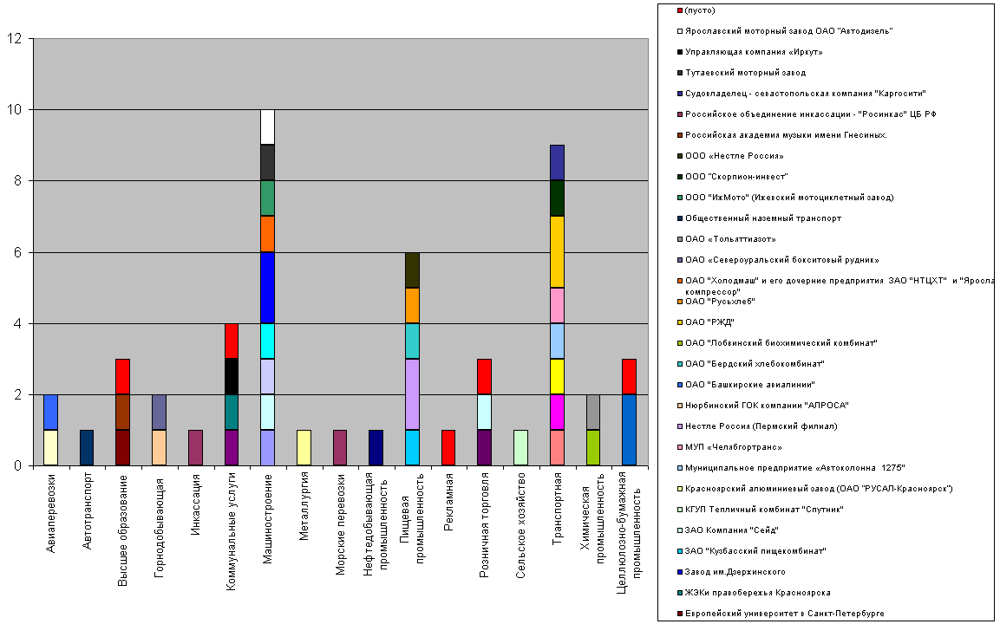 12
10
8
6
4
2
0
Авиаперевозки
Автотранспорт
Высшее образование
Горнодобывающая
Инкассация
Коммунальные услуги
Машиностроение
Металлургия
Морские перевозки
Нефтедобывающая
промышленность
Пищевая
промышленность
Рекламная
Розничная торговля
Сельское хозяйство
Транспортная
Химическая
промышленность
Целлюлозно-бумажная
промышленность
(пусто)
Ярославский моторный завод ОАО "Автодизель"
Управляющая компания «Иркут»
Тутаевский моторный завод
Судовладелец - севастопольская компания "Каргосити"
Российское объединение инкассации - "Росинкас" ЦБ РФ
Российская академия музыки имени Гнесиных.
ООО «Нестле Россия»
ООО "Скорпион-инвест"
ООО "ИжМото" (Ижевский мотоциклетный завод)
Общественный наземный транспорт
ОАО «Тольяттиазот»
ОАО «Североуральский бокситовый рудник»
ОАО "Холодмаш" и его дочерние предприятия ЗАО "НТЦХТ" и "Яросла
компрессор"
ОАО "Русьхлеб"
ОАО "РЖД"
ОАО "Лобвинский биохимический комбинат"
ОАО "Бердский хлебокомбинат"
ОАО "Башкирские авиалинии"
Нюрбинский ГОК компании "АЛРОСА"
Нестле Россия (Пермский филиал)
МУП «Челябгортранс»
Муниципальное предприятие «Автоколонна 1275"
Красноярский алюминиевый завод (ОАО "РУСАЛ-Красноярск")
КГУП Тепличный комбинат "Спутник"
ЗАО Компания "Сейд"
ЗАО "Кузбасский пищекомбинат"
Завод им.Дзержинского
ЖЭКи правобережья Красноярска
Европейский университет в Санкт-Петербурге